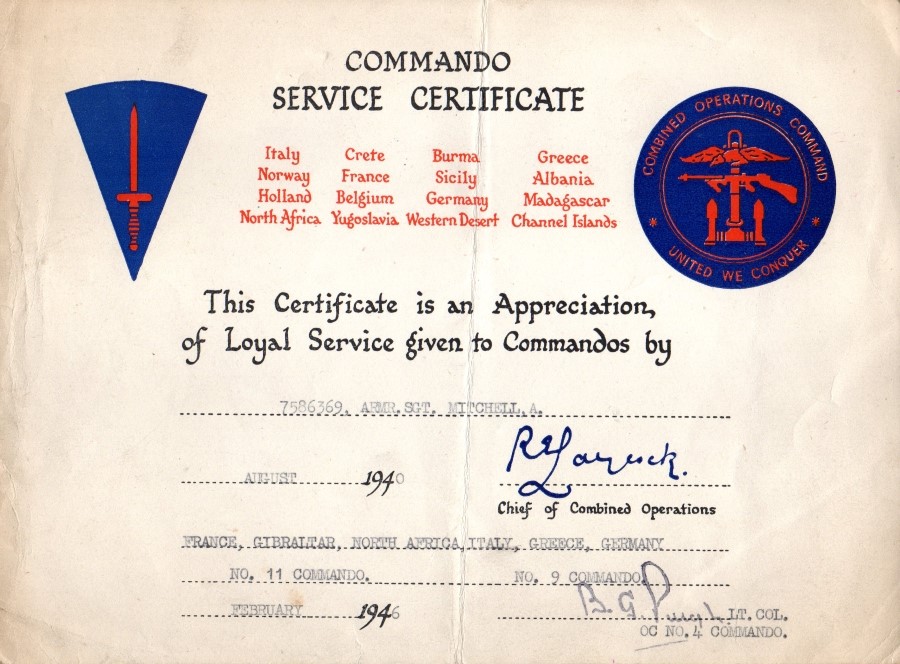 COMMANDO
SERVICE CERTIFICATE
Italy Crete Burma Greece
Norway France Sicily Albania
Holland Belgium Germany Madagascar
North Africa Yugoslavia Western Desert Channel Islands
COMBINED OPERATIONS COMMAND
* UNITED WE CONQUER *
This Certificate is an Appreciation,
of Loyal Service given to Commandos by
7586369. ARMR.SGT. MITCHELL,A.
AUGUST 1940
R E Laycock.
Chief of Combined Operations
FRANCE, GIBRALTAR, NORTH AFRICA,ITALY, GREECE, GERMANY
NO. 11 COMMANDO. NO. 9 COMMANDO.
FEBRUARY 1946
B. G. LT. COL.
OC NO. 4 COMMANDO.